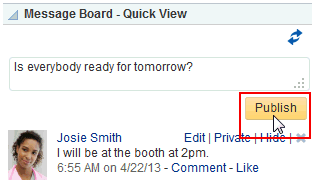 Message Board - Quick View
Is everybody ready for tomorrow?
Publish
Josie Smith Edit | Private | Hide |
I will be at the booth at 2pm.
6:55 AM on 4/22/13 - Comment - Like